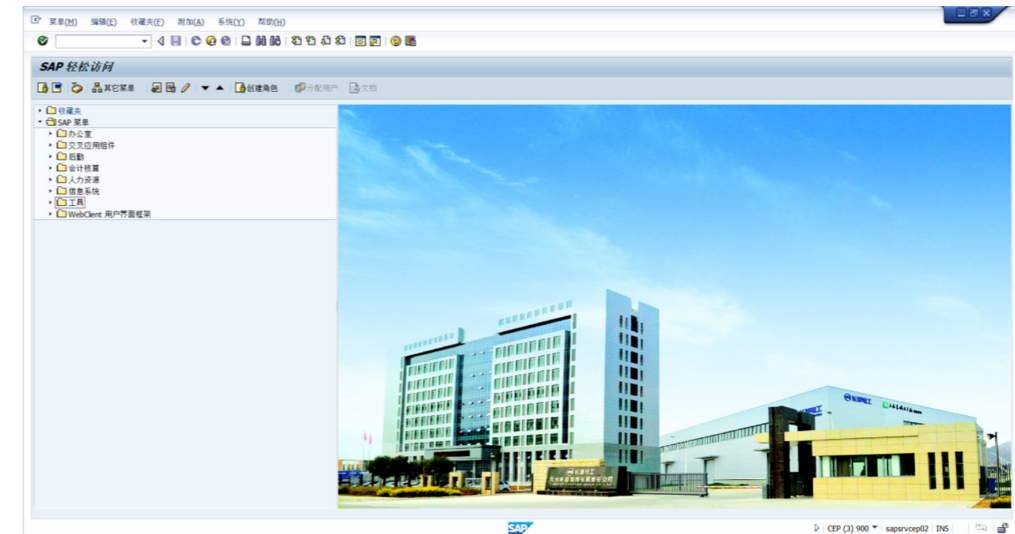 菜单(M) 编辑(E) 收藏夹(F) 附加(A) 系统(Y) 帮助(H)
SAP 轻松访问
其它菜单 创建角色 分配用户 文档
收藏夹
SAP 菜单
办公室
交叉应用组件
后勤
会计核算
人力资源
信息系统
工具
WebClient 用户界面框架
长城电工
SAP
CEP (3) 900 sapsrvcep02 INS